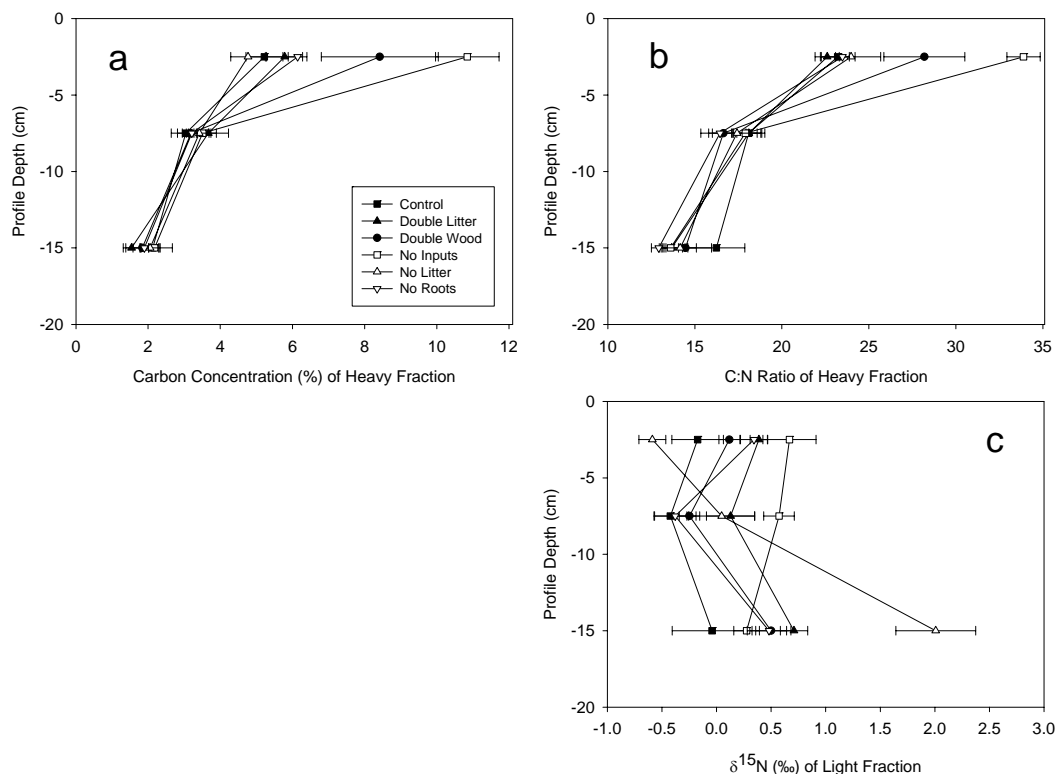 a
0
-5
-10
-15
-20
Profile Depth (cm)
0 2 4 6 8 10 12
Carbon Concentration (%) of Heavy Fraction
Control
Double Litter
Double Wood
No Inputs
No Litter
No Roots
b
0
-5
-10
-15
-20
Profile Depth (cm)
10 15 20 25 30 35
C:N Ratio of Heavy Fraction
c
0
-5
-10
-15
-20
Profile Depth (cm)
-1.0 -0.5 0.0 0.5 1.0 1.5 2.0 2.5 3.0
δ¹⁵N (‰) of Light Fraction